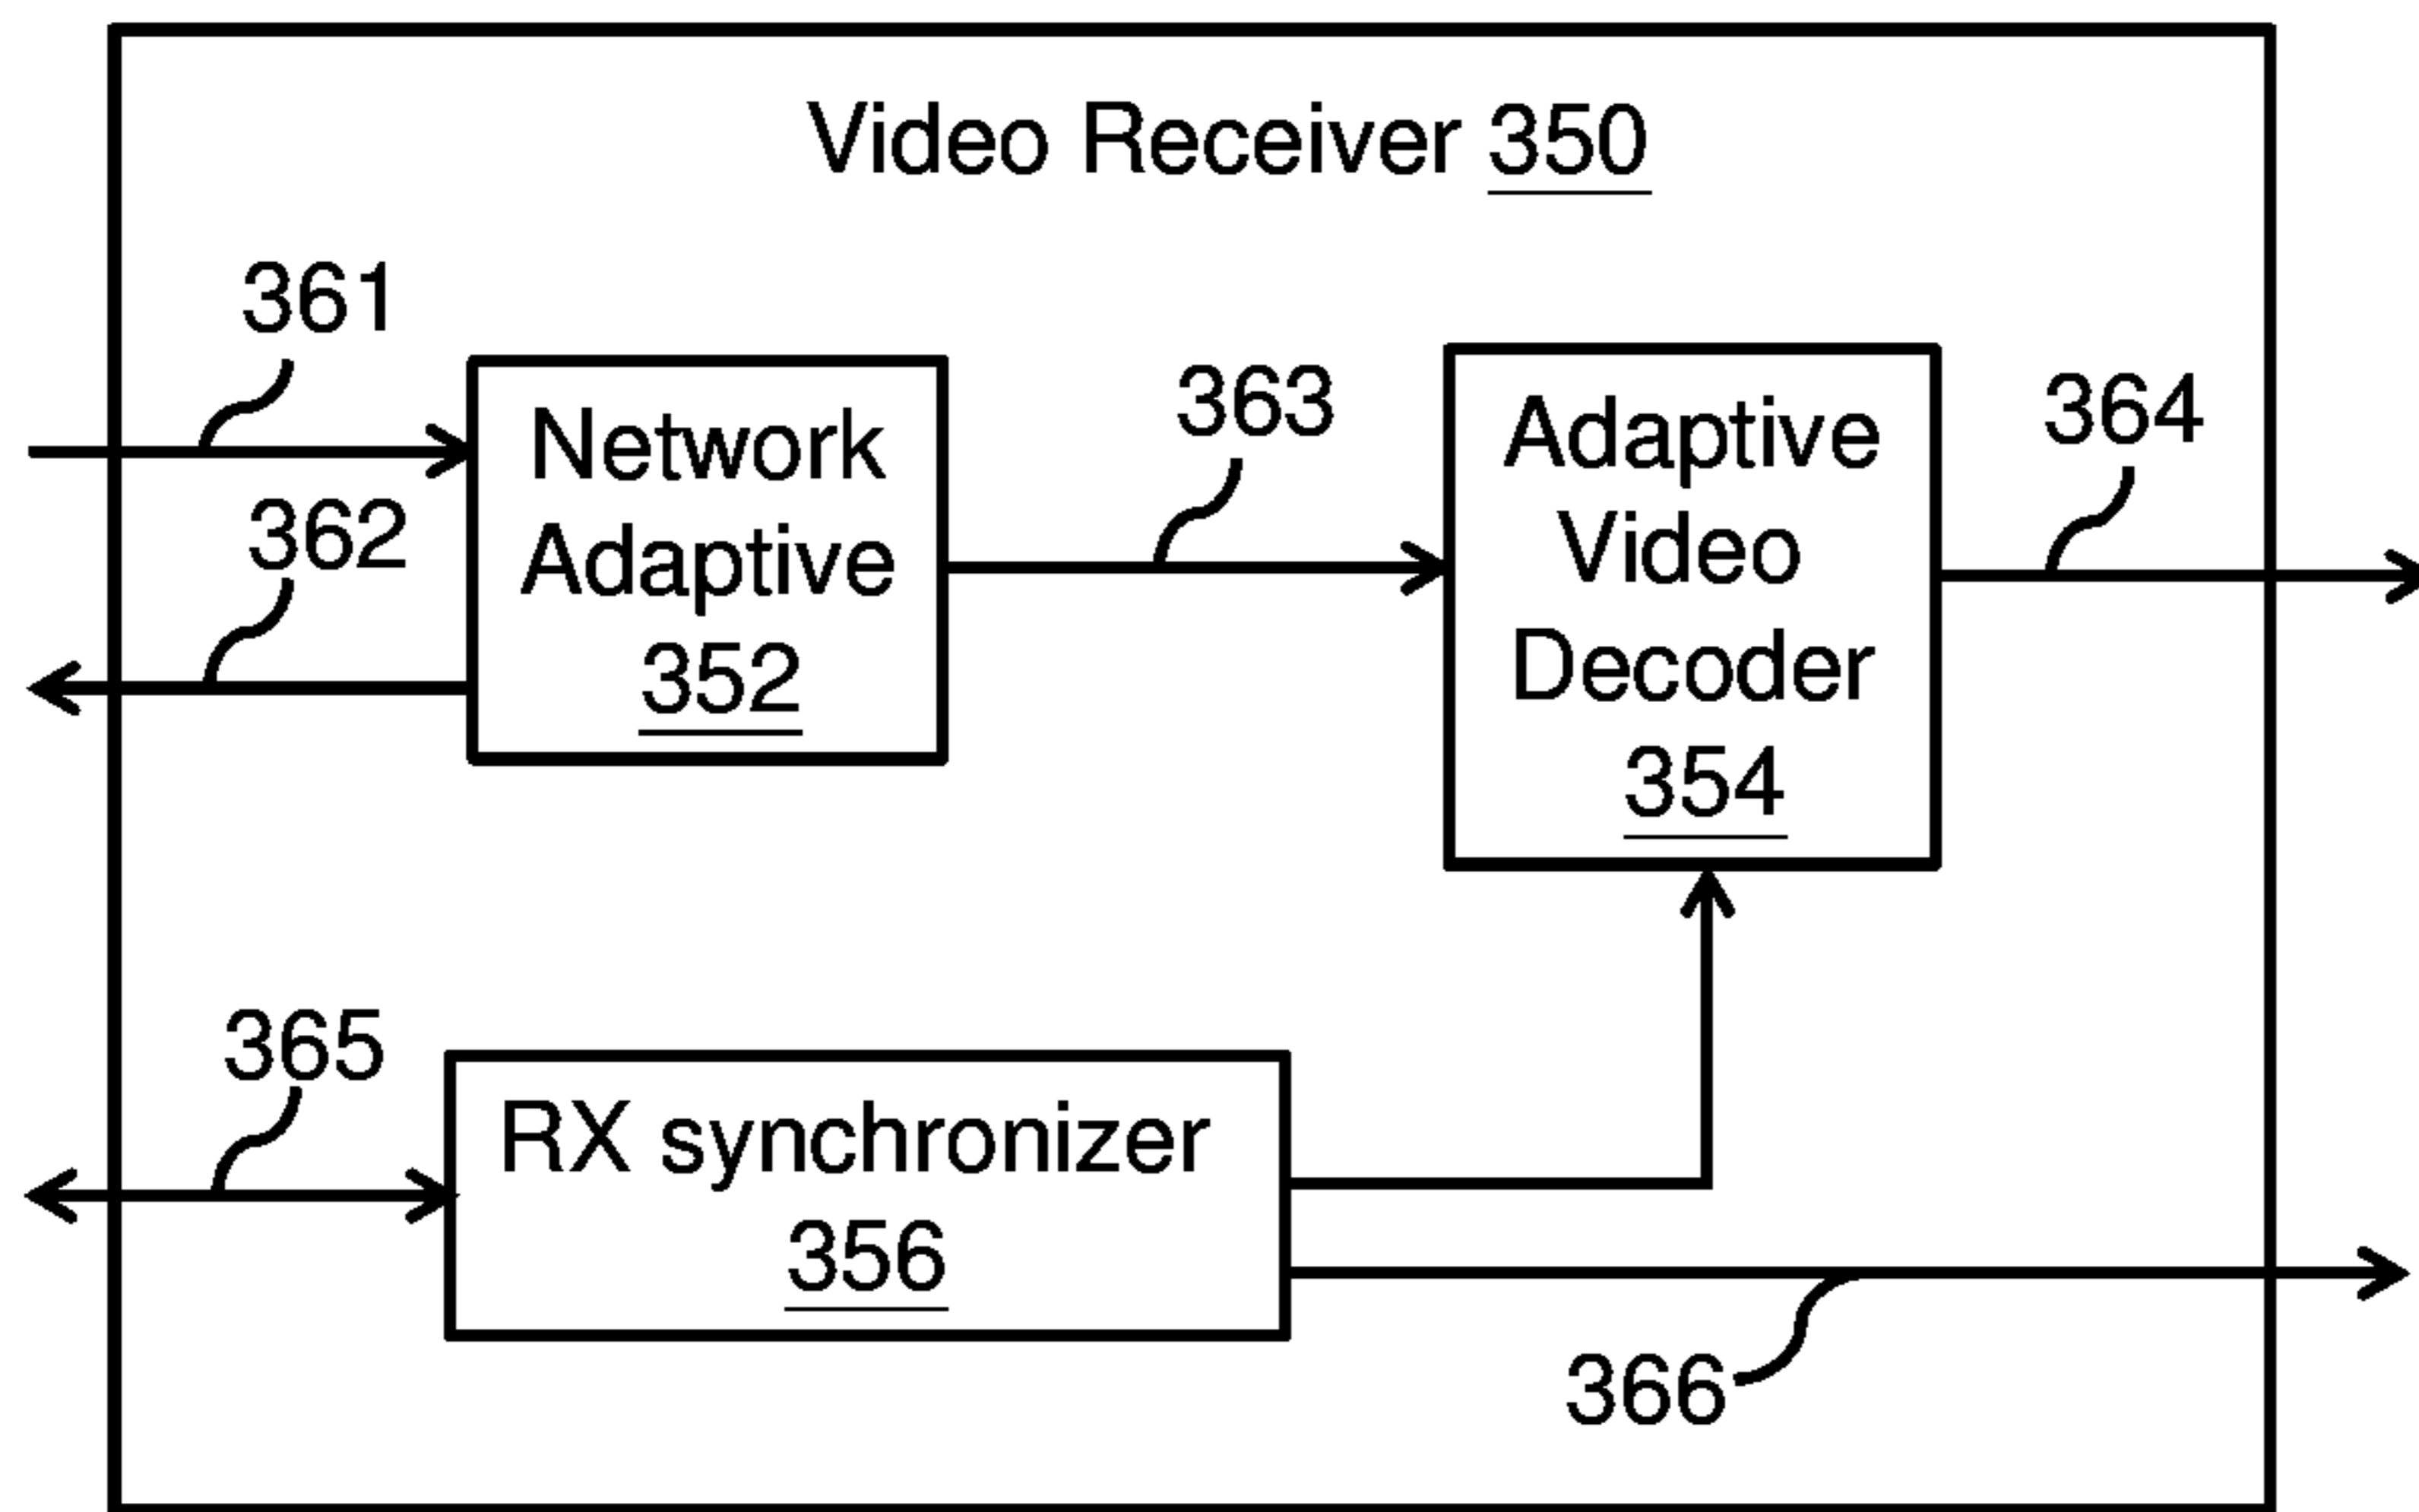 Video Receiver 350
361
362
Network
Adaptive
352
363
Adaptive
Video
Decoder
354
364
365
RX synchronizer
356
366